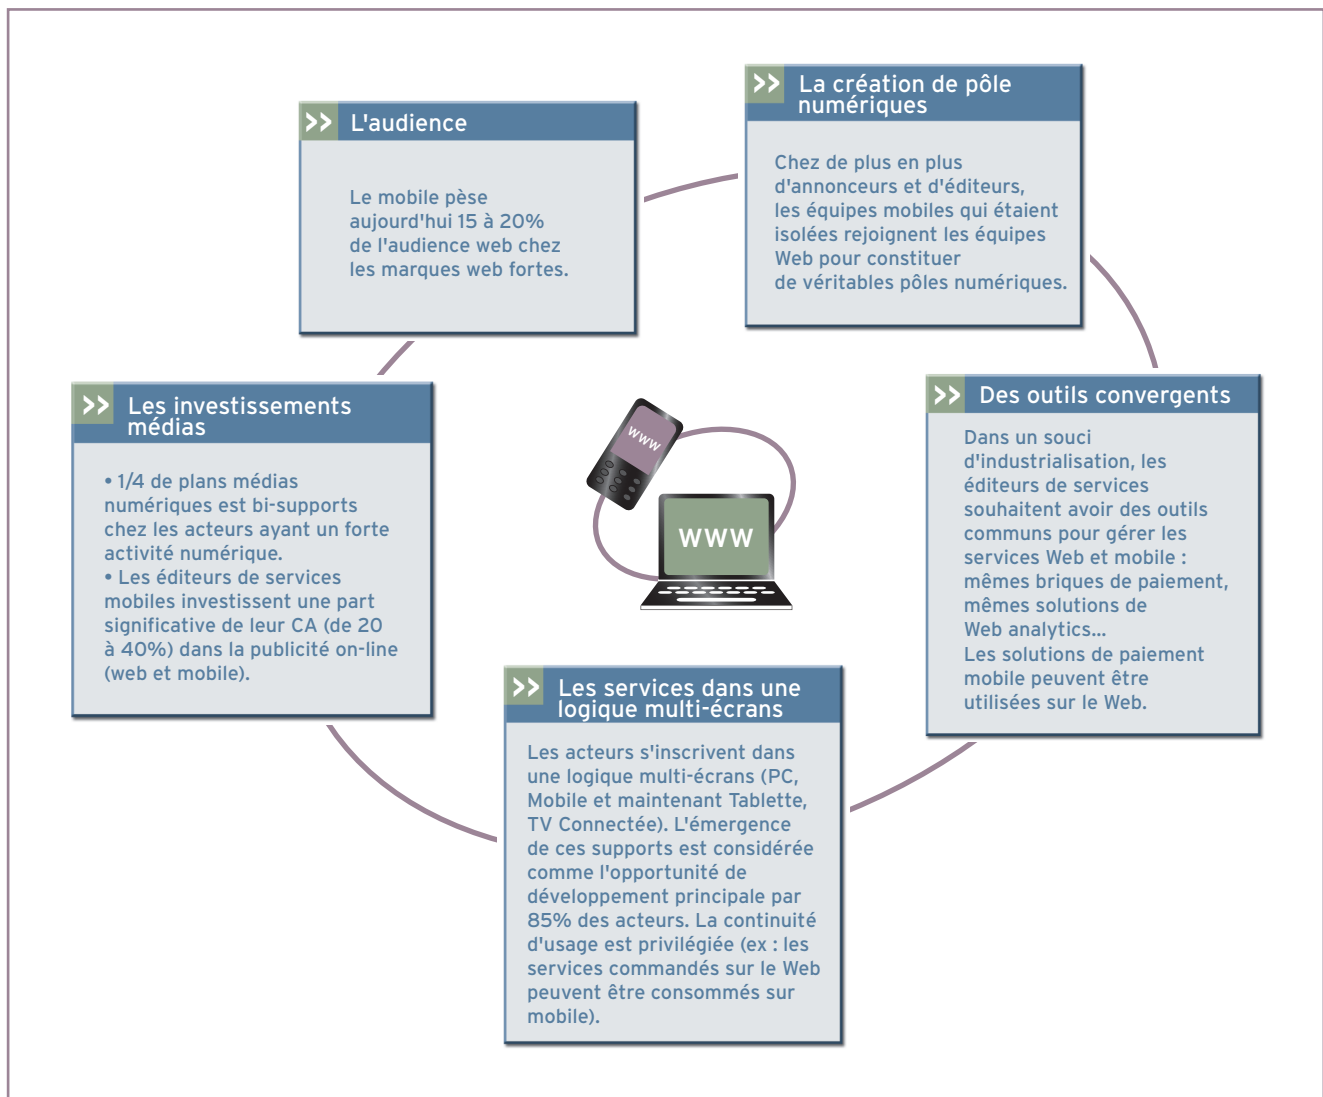 >> L'audience
Le mobile pèse
aujourd'hui 15 à 20%
de l'audience web chez
les marques web fortes.
>> La création de pôle
numériques
Chez de plus en plus
d'annonceurs et d'éditeurs,
les équipes mobiles qui étaient
isolées rejoignent les équipes
Web pour constituer
de véritables pôles numériques.
>> Les investissements
médias
• 1/4 de plans médias
numériques est bi-supports
chez les acteurs ayant un forte
activité numérique.
• Les éditeurs de services
mobiles investissent une part
significative de leur CA (de 20
à 40%) dans la publicité on-line
(web et mobile).
www
WWW
>> Des outils convergents
Dans un souci
d'industrialisation, les
éditeurs de services
souhaitent avoir des outils
communs pour gérer les
services Web et mobile :
mêmes briques de paiement,
mêmes solutions de
Web analytics...
Les solutions de paiement
mobile peuvent être
utilisées sur le Web.
>> Les services dans une
logique multi-écrans
Les acteurs s'inscrivent dans
une logique multi-écrans (PC,
Mobile et maintenant Tablette,
TV Connectée). L'émergence
de ces supports est considérée
comme l'opportunité de
développement principale par
85% des acteurs. La continuité
d'usage est privilégiée (ex : les
services commandés sur le Web
peuvent être consommés sur
mobile).